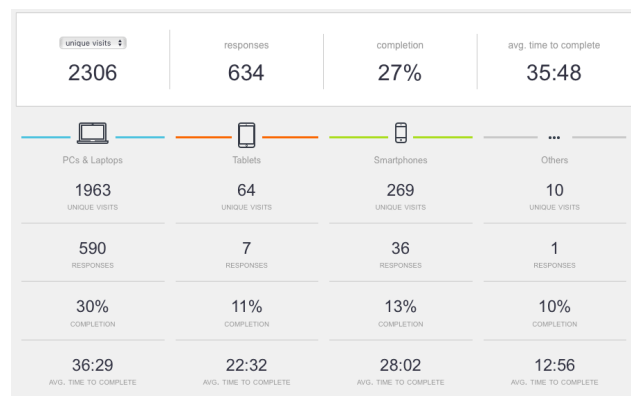 unique visits responses completion avg. time to complete
2306 634 27% 35:48
PCs & Laptops Tablets Smartphones Others
1963 64 269 10
UNIQUE VISITS UNIQUE VISITS UNIQUE VISITS UNIQUE VISITS
590 7 36 1
RESPONSES RESPONSES RESPONSES RESPONSES
30% 11% 13% 10%
COMPLETION COMPLETION COMPLETION COMPLETION
36:29 22:32 28:02 12:56
AVG. TIME TO COMPLETE AVG. TIME TO COMPLETE AVG. TIME TO COMPLETE AVG. TIME TO COMPLETE